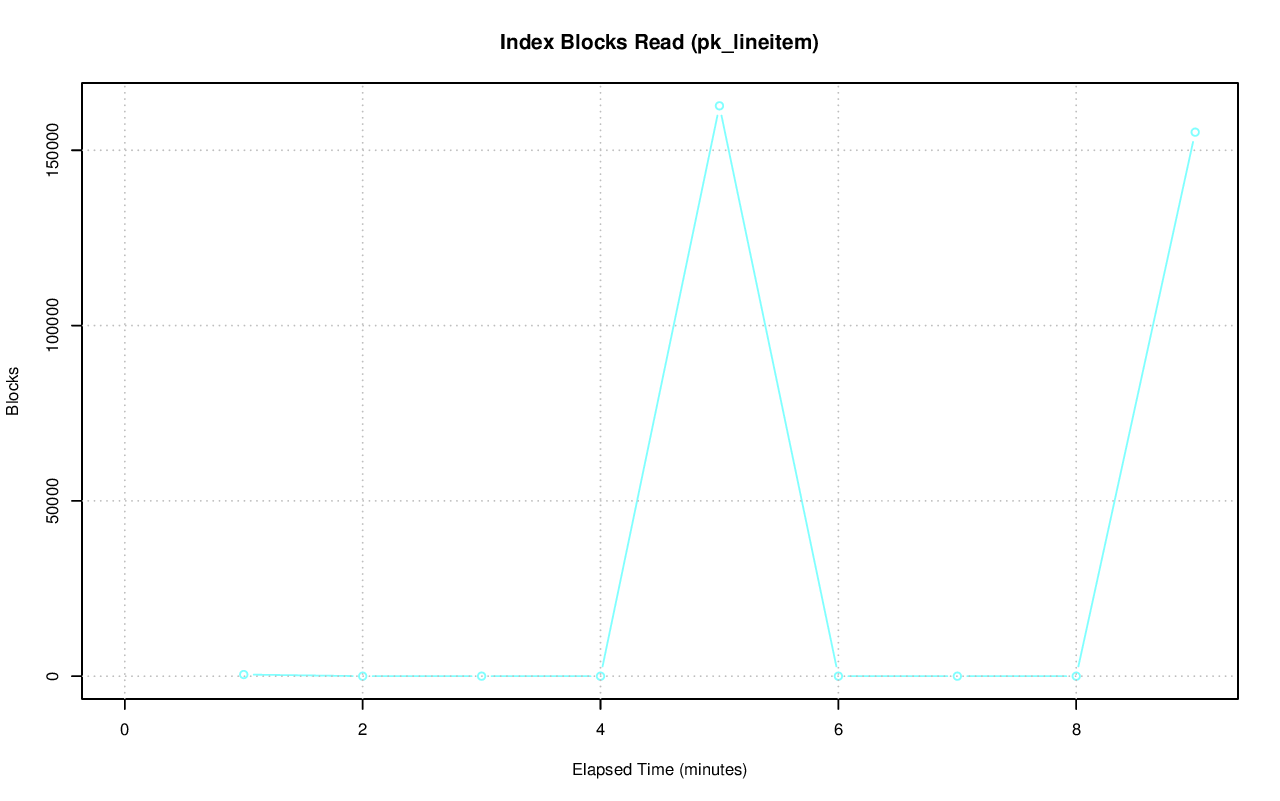 Index Blocks Read (pk_lineitem)
150000
100000
50000
0
Blocks
0 2 4 6 8
Elapsed Time (minutes)